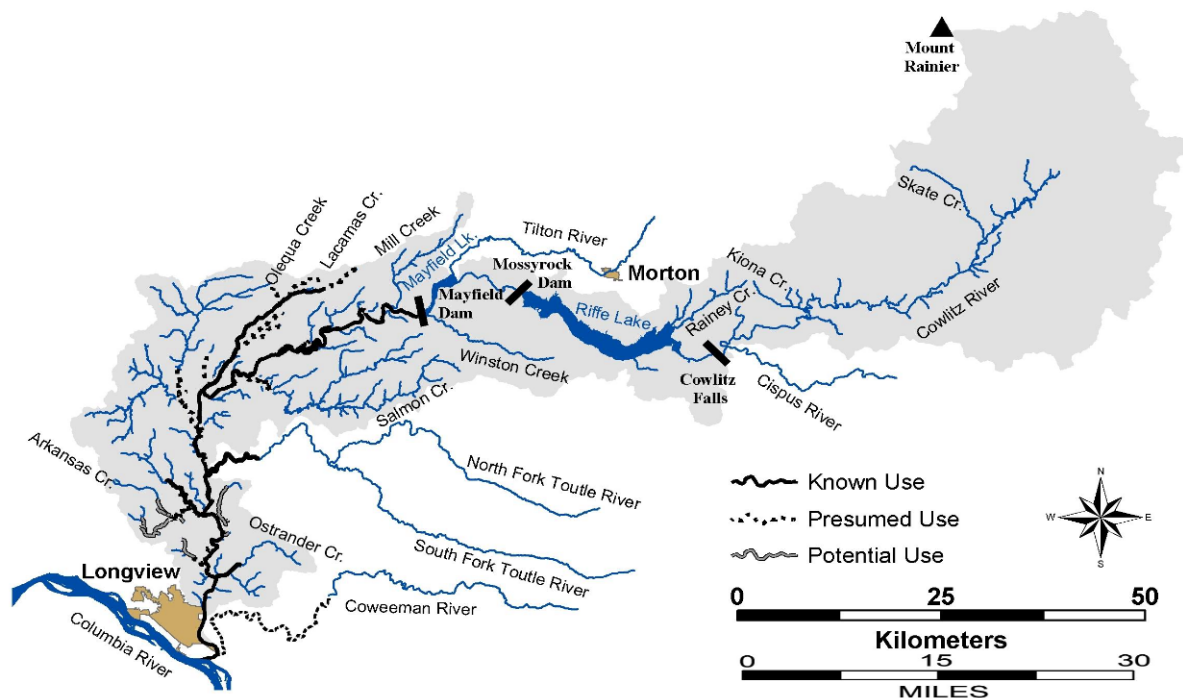 Mount
Rainier
Skate Cr.
Olequa Creek
Lacamas Cr.
Mill Creek
Mayfield Lk.
Tilton River
Mossyrock
Dam
Morton
Kiona Cr.
Cowlitz River
Mayfield
Dam
Riffe Lake
Rainey Cr.
Winston Creek
Cowlitz
Falls
Cispus River
Salmon Cr.
Arkansas Cr.
North Fork Toutle River
Ostrander Cr.
South Fork Toutle River
Longview
Coweeman River
Columbia River
Known Use
Presumed Use
Potential Use
N
W
E
S
0 25 50
Kilometers
0 15 30
MILES